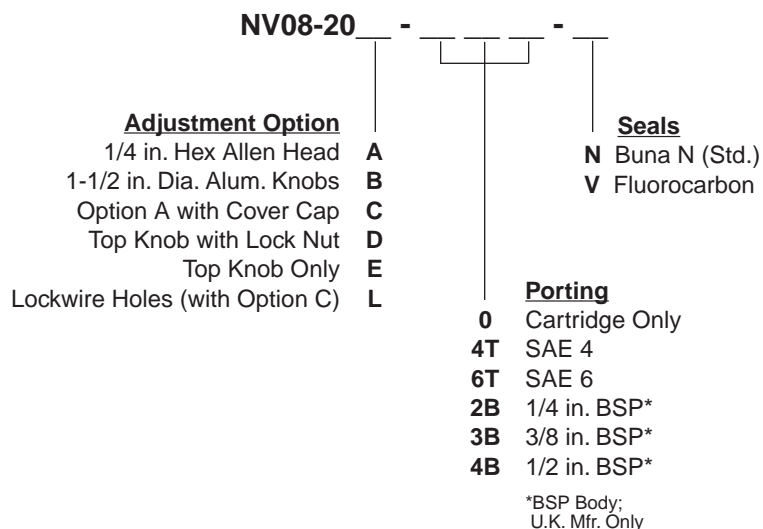 NV08-20__ - __ __ __ - __
Adjustment Option
1/4 in. Hex Allen Head A
1-1/2 in. Dia. Alum. Knobs B
Option A with Cover Cap C
Top Knob with Lock Nut D
Top Knob Only E
Lockwire Holes (with Option C) L
Seals
N Buna N (Std.)
V Fluorocarbon
Porting
0 Cartridge Only
4T SAE 4
6T SAE 6
2B 1/4 in. BSP*
3B 3/8 in. BSP*
4B 1/2 in. BSP*
*BSP Body;
U.K. Mfr. Only